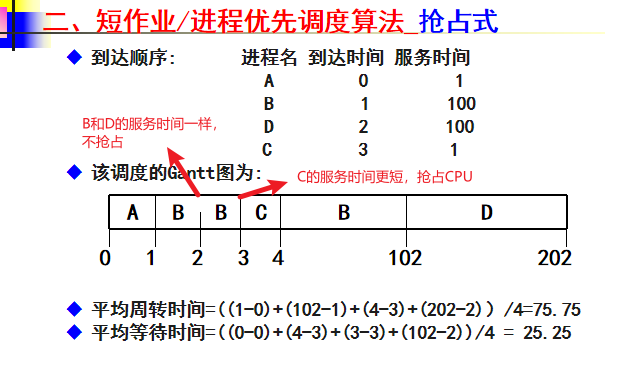 二、短作业/进程优先调度算法_抢占式
到达顺序: 进程名 到达时间 服务时间
A 0 1
B 1 100
D 2 100
C 3 1
B和D的服务时间一样,
不抢占
该调度的Gantt图为:
C的服务时间更短,抢占CPU
A B B C B D
0 1 2 3 4 102 202
平均周转时间=((1-0)+(102-1)+(4-3)+(202-2)) /4=75.75
平均等待时间=((0-0)+(4-3)+(3-3)+(102-2))/4 = 25.25